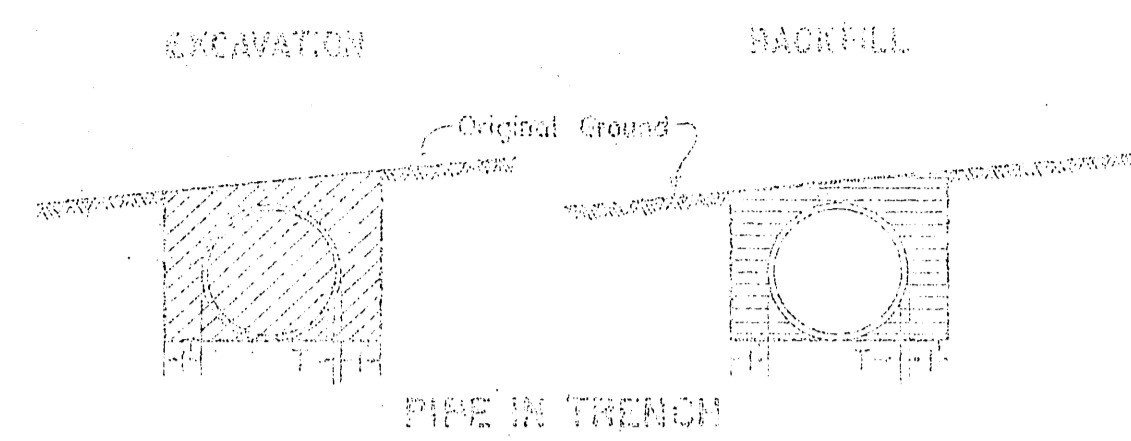 EXCAVATION BACKFILL
Original Ground
T T
PIPE IN TRENCH